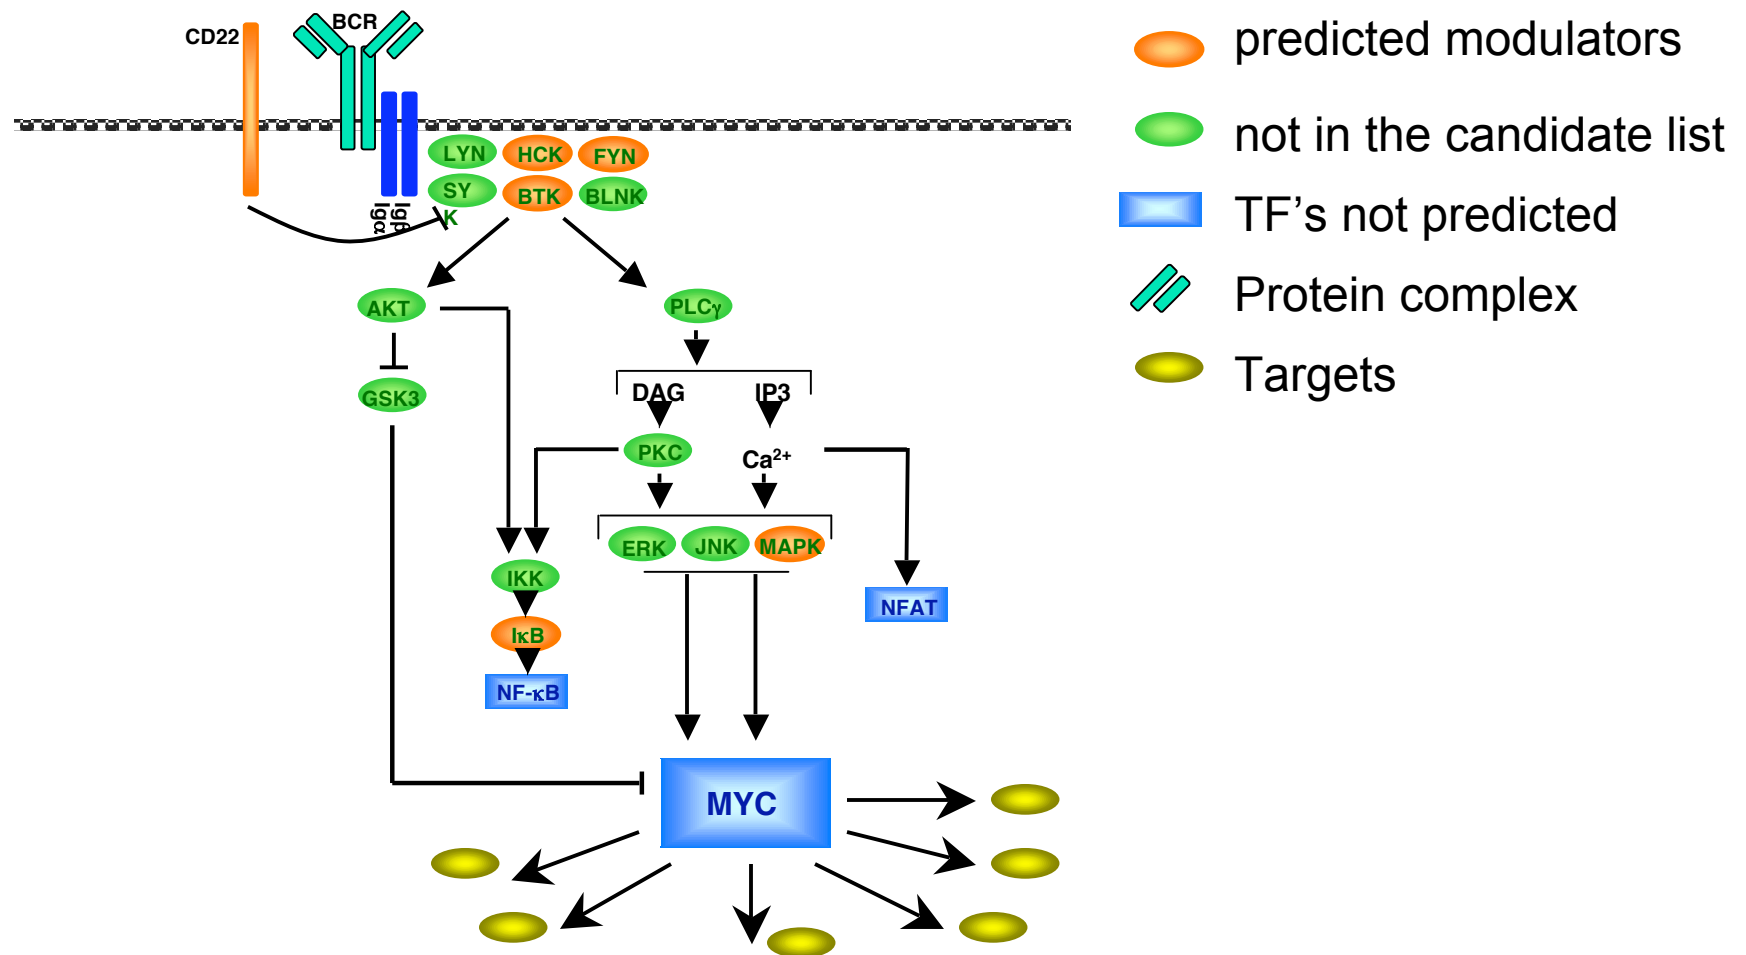 BCR
CD22
predicted modulators
not in the candidate list
TF's not predicted
Protein complex
Targets
LYN
HCK
FYN
SY
K
BTK
BLNK
Igα
Igβ
AKT
PLCγ
GSK3
DAG
IP3
PKC
Ca²⁺
ERK
JNK
MAPK
IKK
IκB
NFAT
NF-κB
MYC